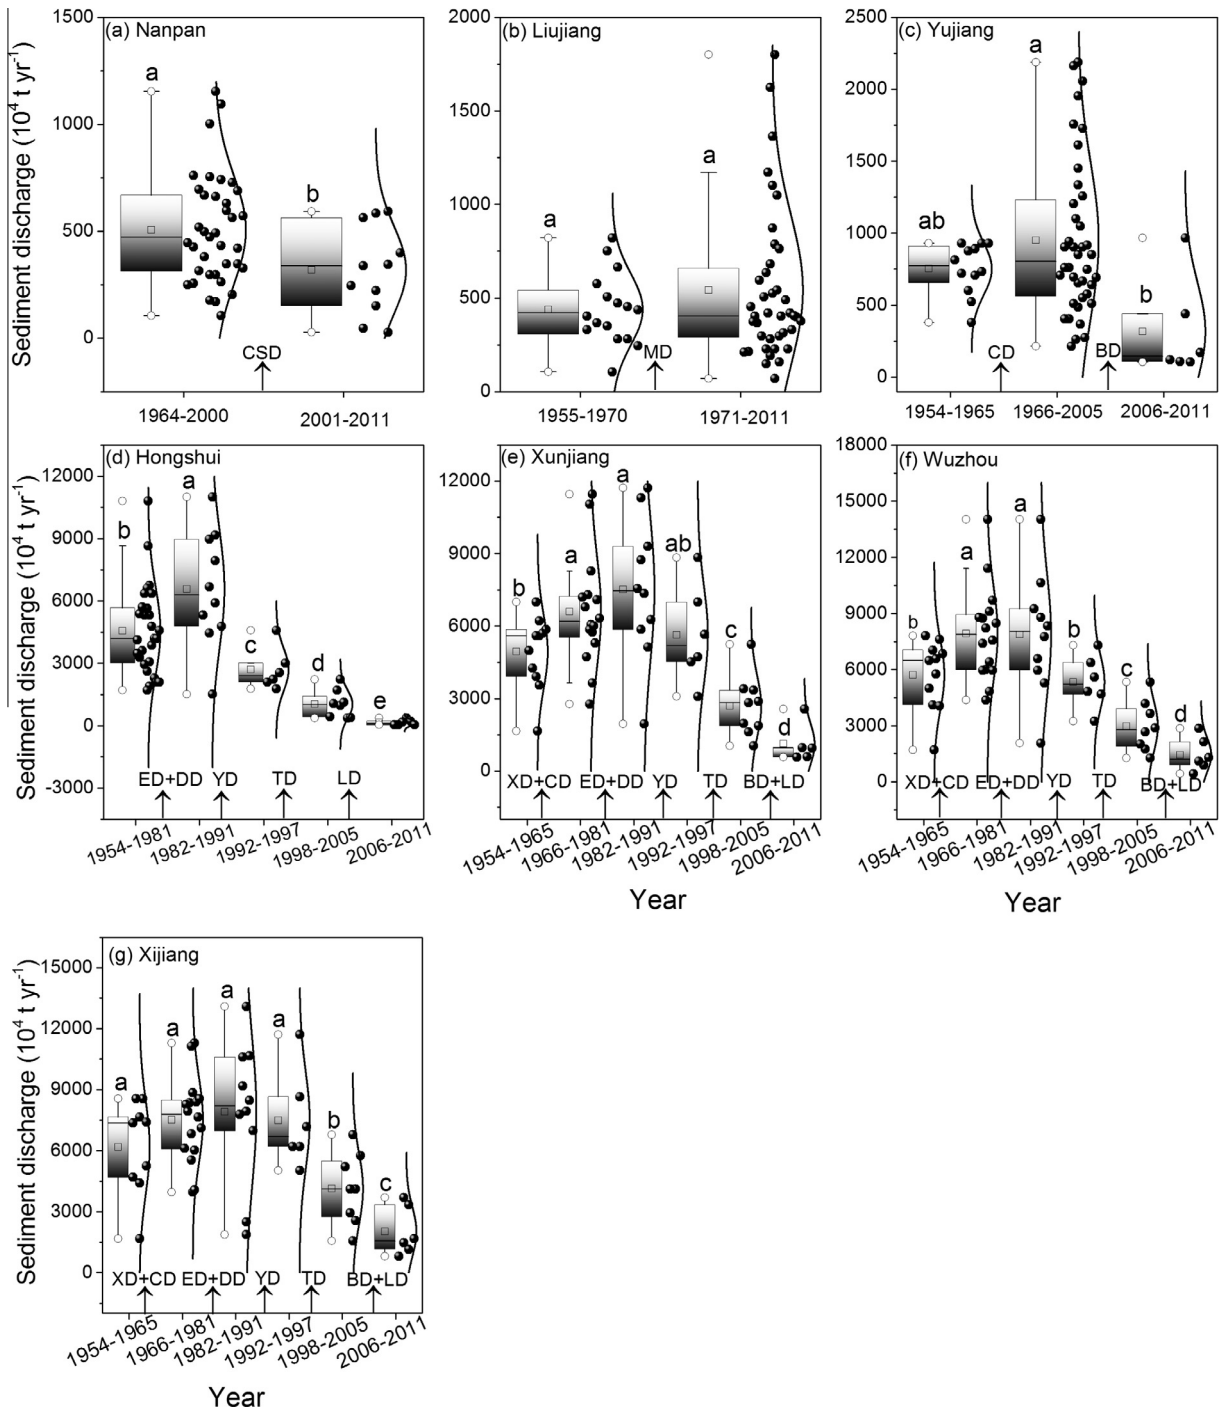 Sediment discharge (10⁴ t yr⁻¹)
(a) Nanpan
1500
1000
500
0
a
b
CSD
1964-2000
2001-2011
(b) Liujiang
2000
1500
1000
500
0
a
a
MD
1955-1970
1971-2011
(c) Yujiang
2500
2000
1500
1000
500
0
ab
a
b
CD
BD
1954-1965
1966-2005
2006-2011
Sediment discharge (10⁴ t yr⁻¹)
(d) Hongshui
12000
9000
6000
3000
0
-3000
b
a
c
d
e
ED+DD
YD
TD
LD
1954-1981
1982-1991
1992-1997
1998-2005
2006-2011
(e) Xunjiang
12000
9000
6000
3000
0
b
a
a
ab
c
d
XD+CD
ED+DD
YD
TD
BD+LD
1954-1965
1966-1981
1982-1991
1992-1997
1998-2005
2006-2011
Year
(f) Wuzhou
18000
15000
12000
9000
6000
3000
0
b
a
a
b
c
d
XD+CD
ED+DD
YD
TD
BD+LD
1954-1965
1966-1981
1982-1991
1992-1997
1998-2005
2006-2011
Year
Sediment discharge (10⁴ t yr⁻¹)
(g) Xijiang
15000
12000
9000
6000
3000
0
a
a
a
a
b
c
XD+CD
ED+DD
YD
TD
BD+LD
1954-1965
1966-1981
1982-1991
1992-1997
1998-2005
2006-2011
Year